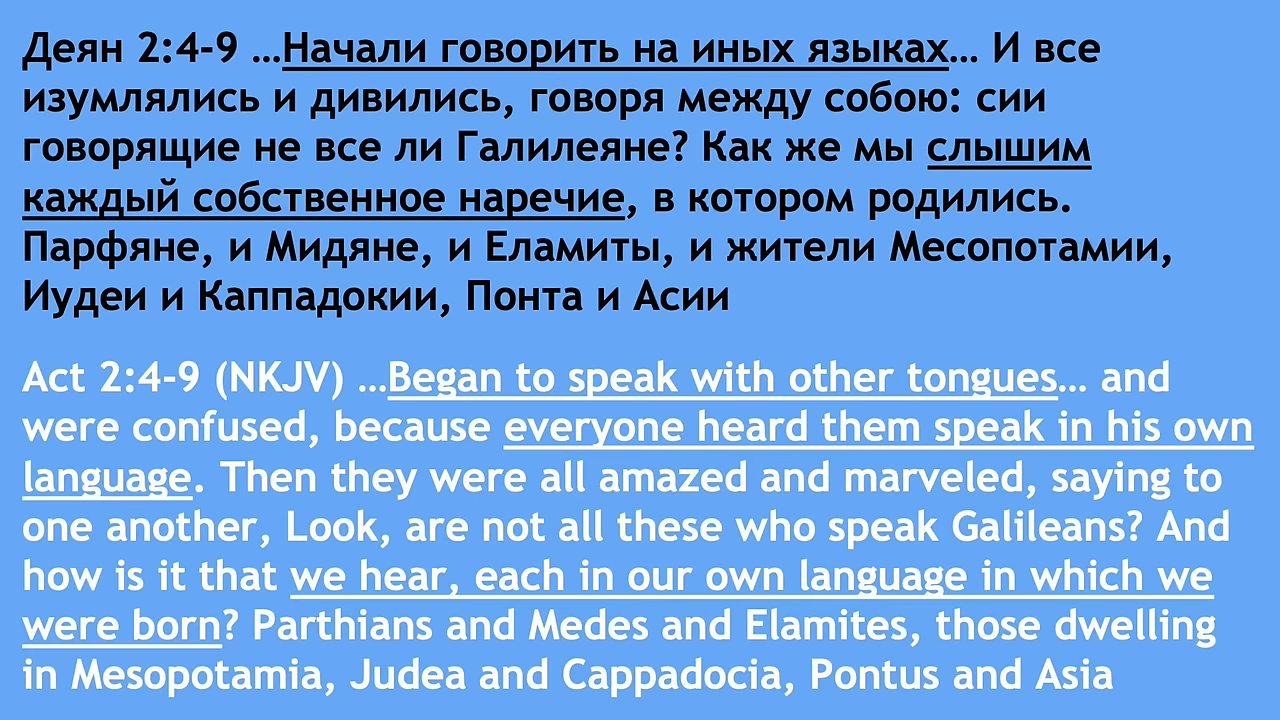 Деян 2:4-9 …Начали говорить на иных языках… И все
изумлялись и дивились, говоря между собою: сии
говорящие не все ли Галилеяне? Как же мы слышим
каждый собственное наречие, в котором родились.
Парфяне, и Мидяне, и Еламиты, и жители Месопотамии,
Иудеи и Каппадокии, Понта и Асии
Act 2:4-9 (NKJV) …Began to speak with other tongues… and
were confused, because everyone heard them speak in his own
language. Then they were all amazed and marveled, saying to
one another, Look, are not all these who speak Galileans? And
how is it that we hear, each in our own language in which we
were born? Parthians and Medes and Elamites, those dwelling
in Mesopotamia, Judea and Cappadocia, Pontus and Asia